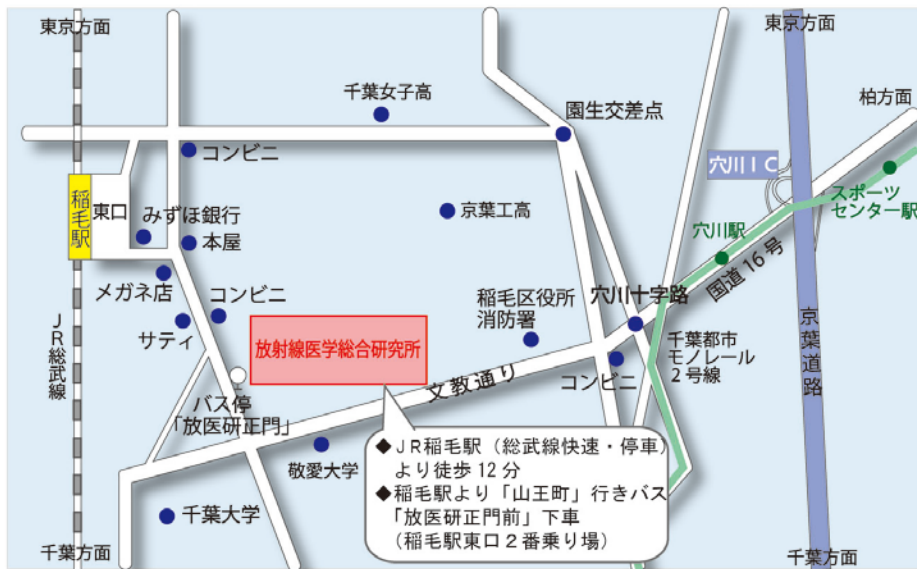 東京方面
東京方面
千葉女子高
園生交差点
柏方面
コンビニ
穴川IC
稲毛駅
東口
みずほ銀行
本屋
京葉工高
スポーツ
センター駅
穴川駅
国道16号
メガネ店
コンビニ
サティ
稲毛区役所
消防署
穴川十字路
JR総武線
放射線医学総合研究所
千葉都市
モノレール
2号線
京葉道路
コンビニ
文教通り
バス停
「放医研正門」
敬愛大学
千葉大学
◆JR稲毛駅(総武線快速・停車)
より徒歩12分
◆稲毛駅より「山王町」行きバス
「放医研正門前」下車
(稲毛駅東口2番乗り場)
千葉方面
千葉方面